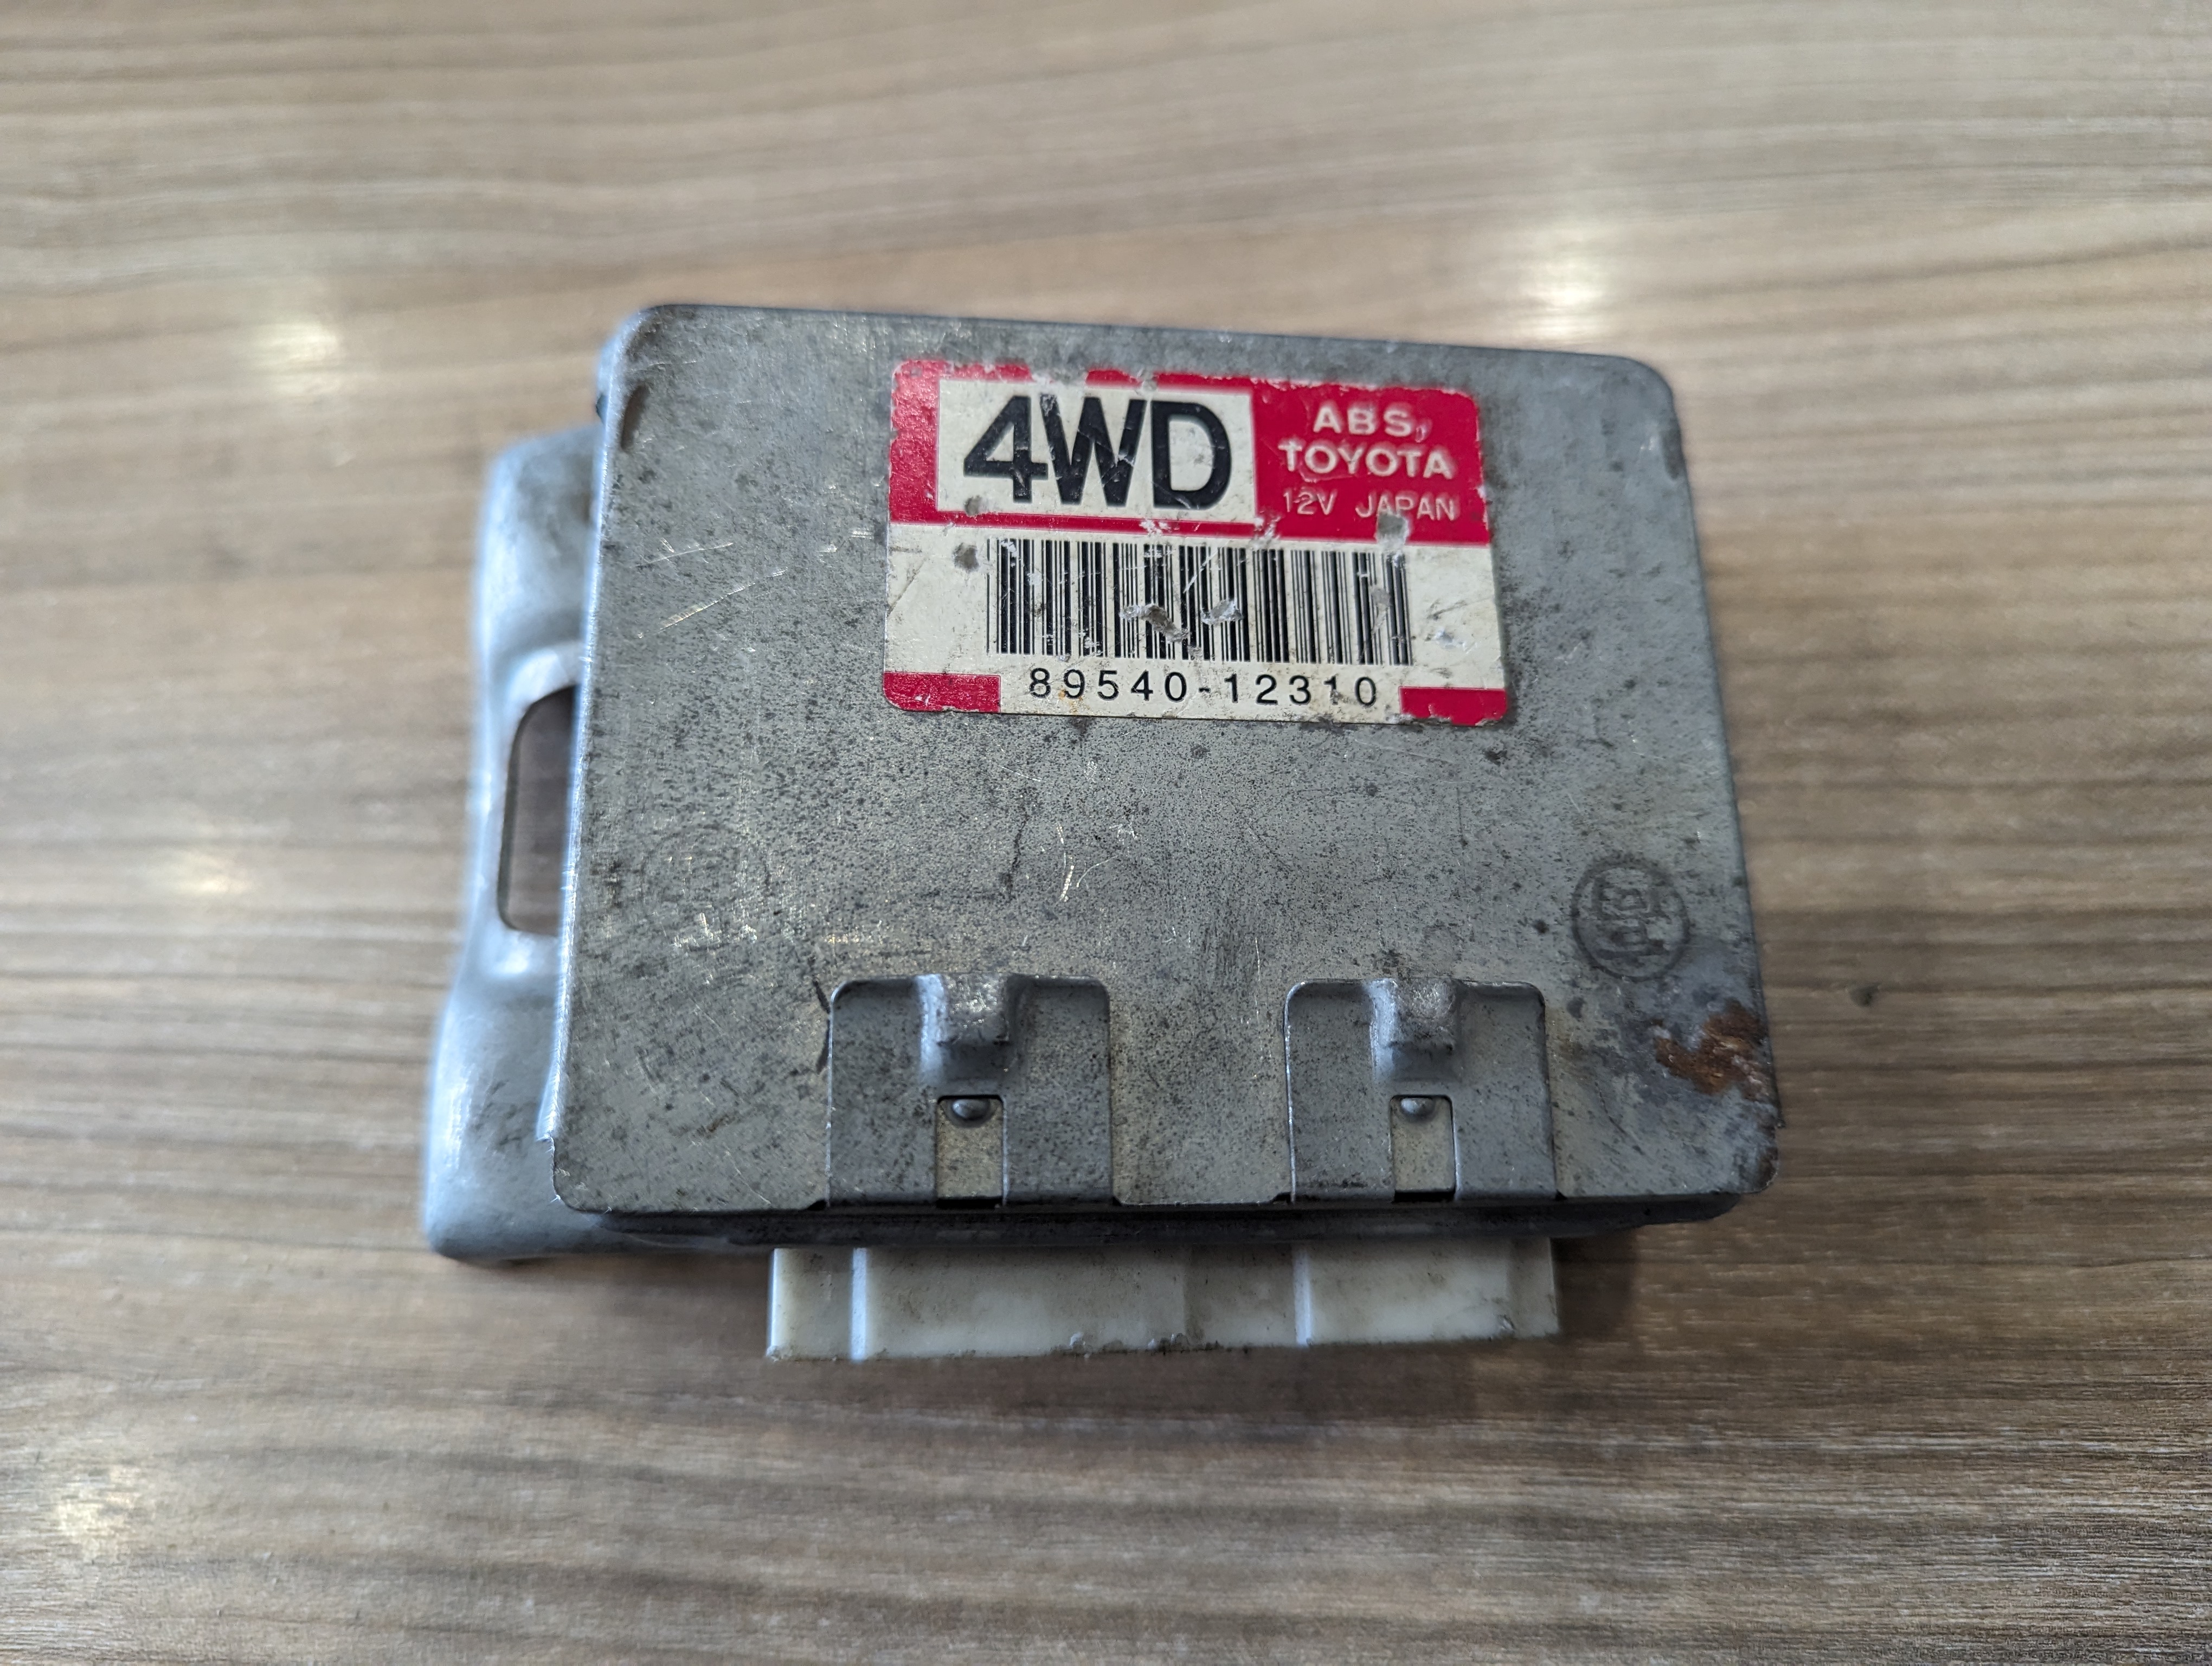 4WD
ABS,
TOYOTA
12V JAPAN
89540-12310